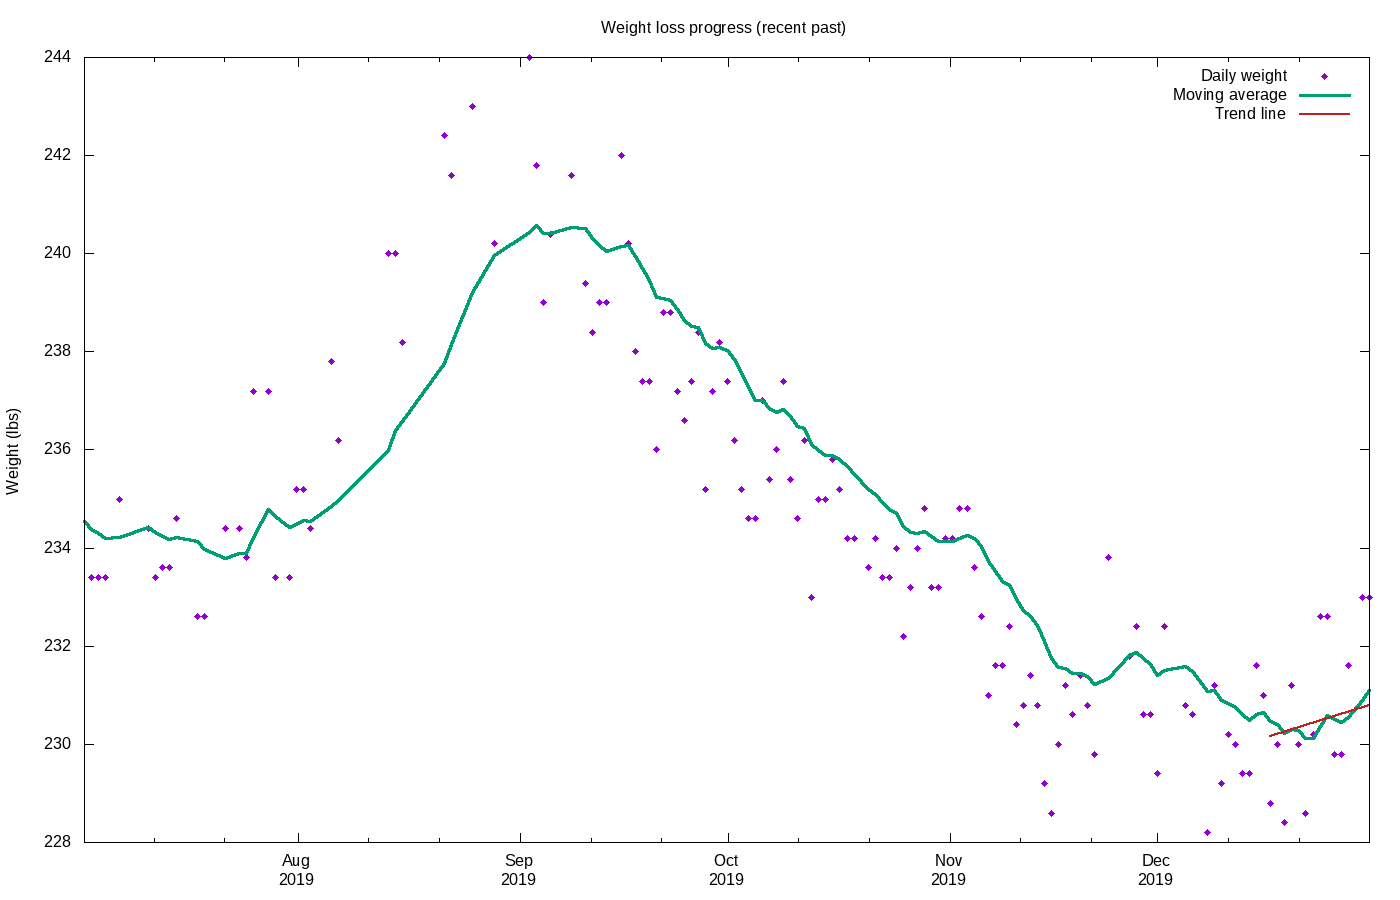 Weight loss progress (recent past)
Daily weight
Moving average
Trend line
244
242
240
238
236
234
232
230
228
Weight (lbs)
Aug
2019
Sep
2019
Oct
2019
Nov
2019
Dec
2019